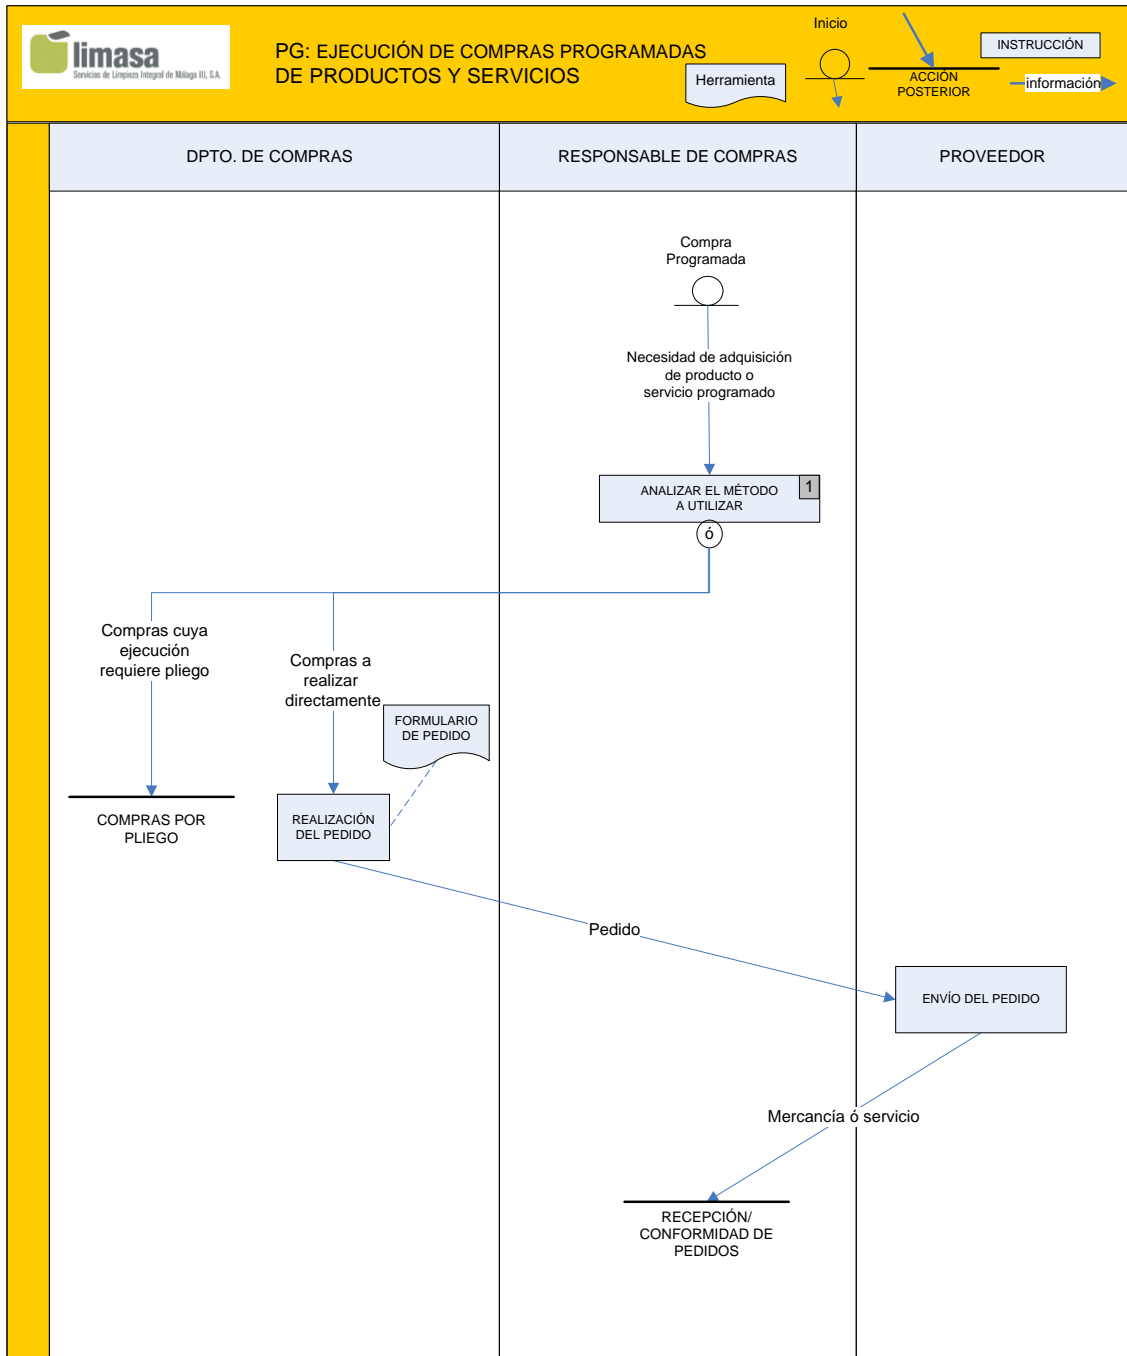 limasa
Servicios de Limpieza Integral de Málaga III, S.A.
PG: EJECUCIÓN DE COMPRAS PROGRAMADAS
DE PRODUCTOS Y SERVICIOS
Herramienta
Inicio
ACCIÓN
POSTERIOR
INSTRUCCIÓN
información
DPTO. DE COMPRAS
RESPONSABLE DE COMPRAS
PROVEEDOR
Compra
Programada
Necesidad de adquisición
de producto o
servicio programado
ANALIZAR EL MÉTODO
A UTILIZAR
1
ó
Compras cuya
ejecución
requiere pliego
Compras a
realizar
directamente
FORMULARIO
DE PEDIDO
COMPRAS POR
PLIEGO
REALIZACIÓN
DEL PEDIDO
Pedido
ENVÍO DEL PEDIDO
Mercancía ó servicio
RECEPCIÓN/
CONFORMIDAD DE
PEDIDOS